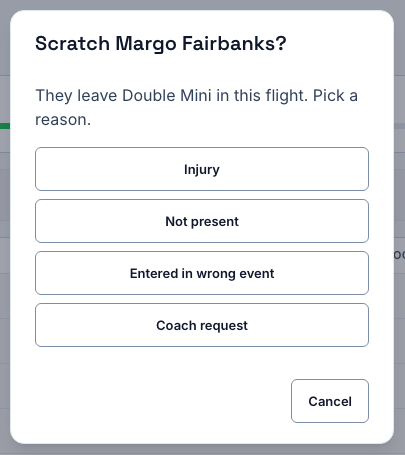 Scratch Margo Fairbanks?
They leave Double Mini in this flight. Pick a
reason.
Injury
Not present
Entered in wrong event
Coach request
Cancel